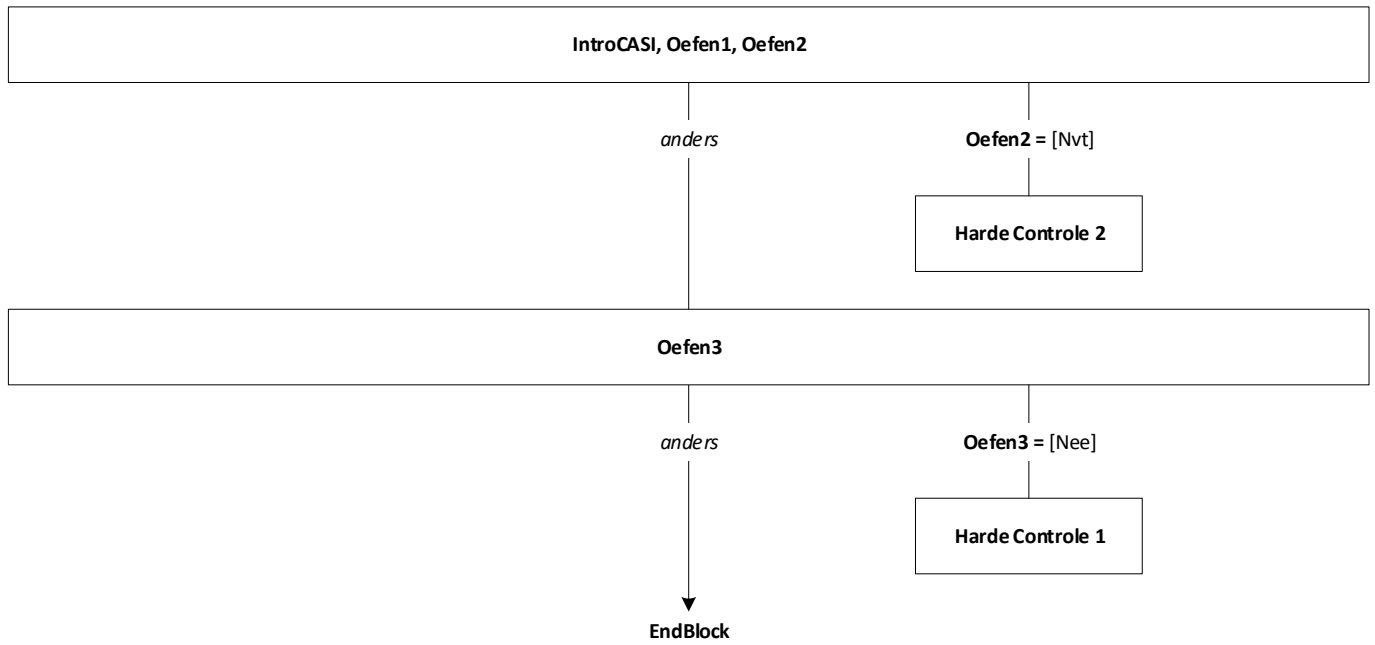 IntroCASI, Oefen1, Oefen2
anders
Oefen2 = [Nvt]
Harde Controle 2
Oefen3
anders
Oefen3 = [Nee]
Harde Controle 1
EndBlock